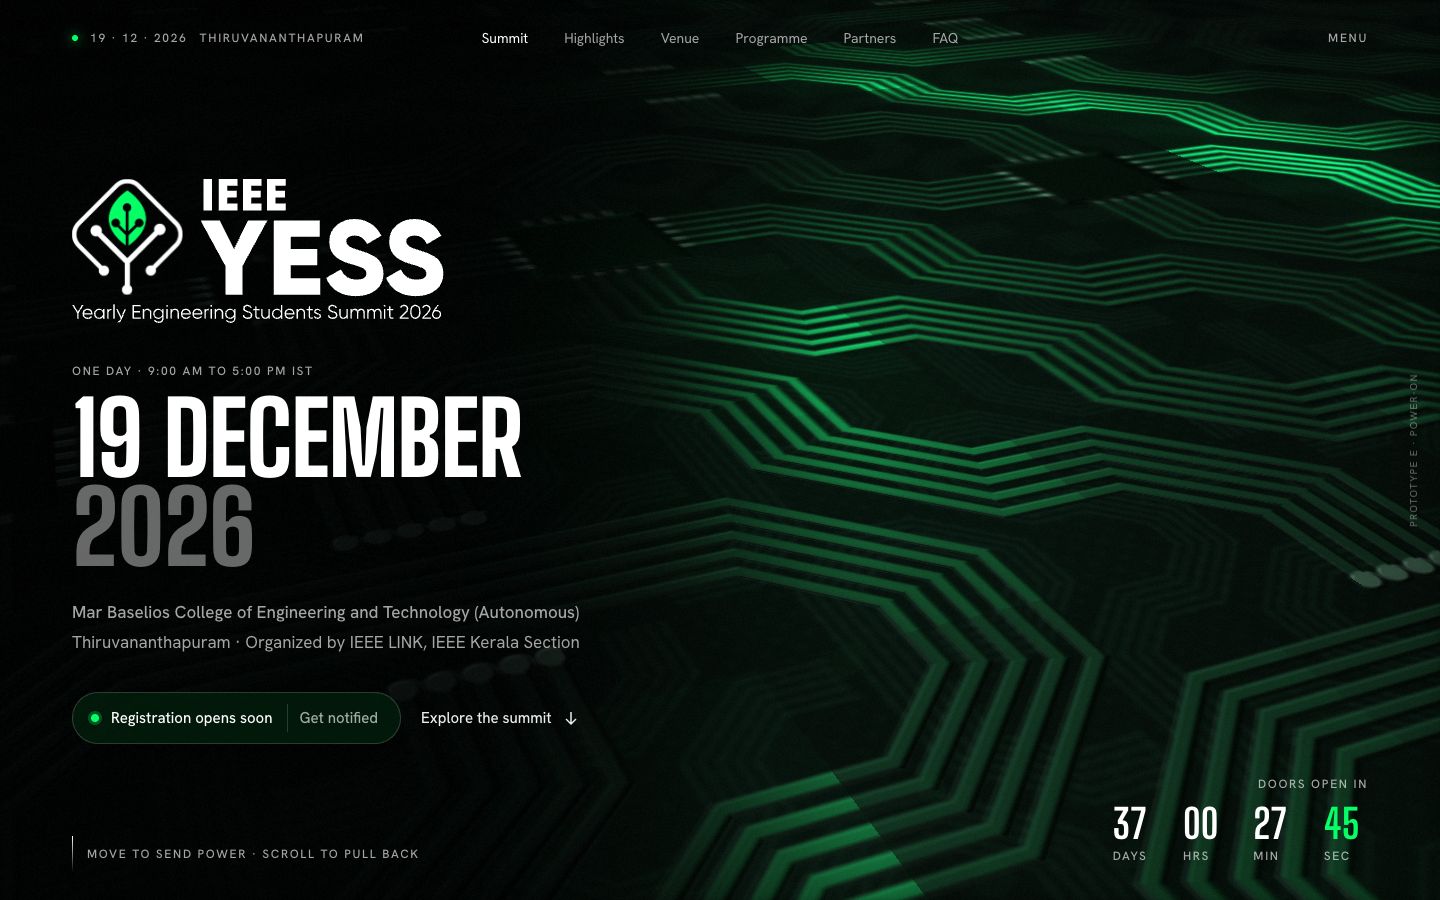 19 · 12 · 2026 THIRUVANANTHAPURAM
Summit Highlights Venue Programme Partners FAQ
MENU
IEEE
YESS
Yearly Engineering Students Summit 2026
ONE DAY · 9:00 AM TO 5:00 PM IST
19 DECEMBER
2026
Mar Baselios College of Engineering and Technology (Autonomous)
Thiruvananthapuram · Organized by IEEE LINK, IEEE Kerala Section
Registration opens soon Get notified Explore the summit ↓
PROTOTYPE E · POWER ON
DOORS OPEN IN
37 00 27 45
DAYS HRS MIN SEC
MOVE TO SEND POWER · SCROLL TO PULL BACK